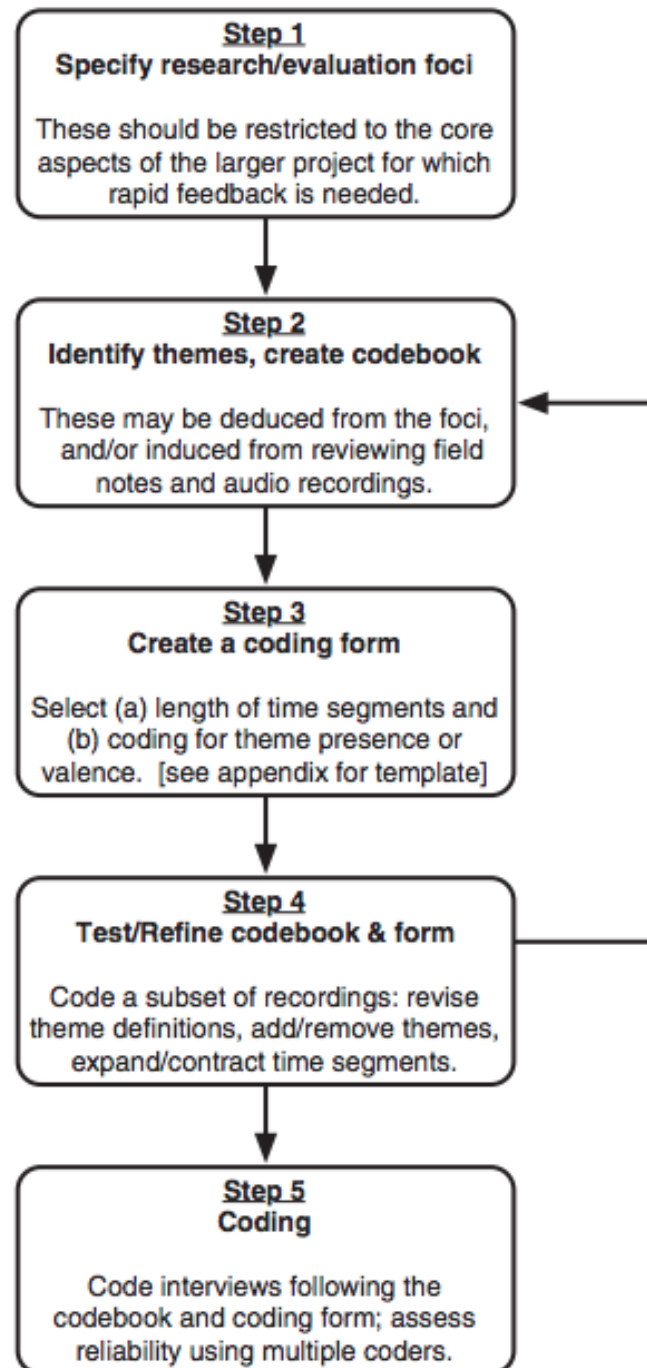 Step 1
Specify research/evaluation foci
These should be restricted to the core
aspects of the larger project for which
rapid feedback is needed.
Step 2
Identify themes, create codebook
These may be deduced from the foci,
and/or induced from reviewing field
notes and audio recordings.
Step 3
Create a coding form
Select (a) length of time segments and
(b) coding for theme presence or
valence. [see appendix for template]
Step 4
Test/Refine codebook & form
Code a subset of recordings: revise
theme definitions, add/remove themes,
expand/contract time segments.
Step 5
Coding
Code interviews following the
codebook and coding form; assess
reliability using multiple coders.